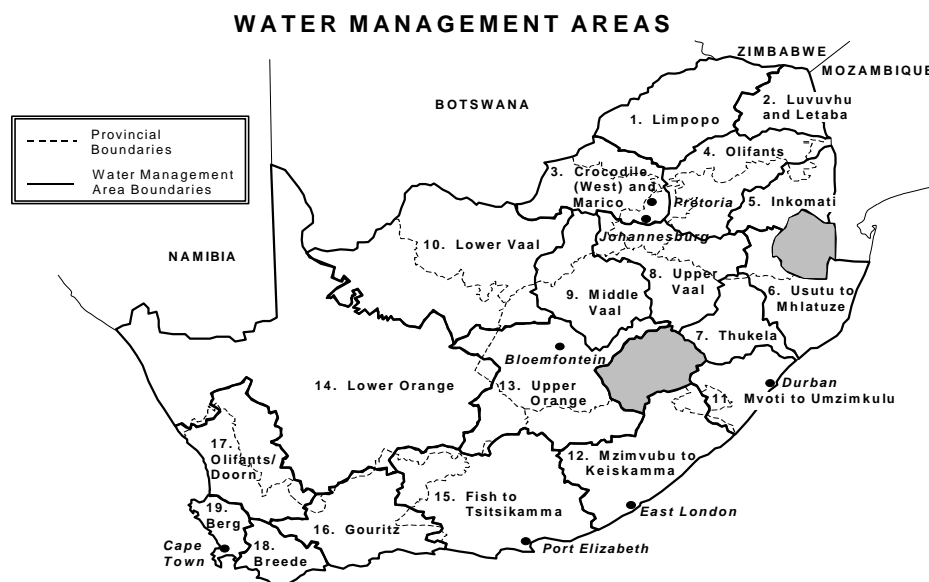 WATER MANAGEMENT AREAS
ZIMBABWE
MOZAMBIQUE
BOTSWANA
2. Luvuvhu
and Letaba
1. Limpopo
Provincial
Boundaries
Water Management
Area Boundaries
4. Olifants
3. Crocodile
(West) and
Marico
Pretoria
5. Inkomati
Johannesburg
10. Lower Vaal
NAMIBIA
8. Upper
Vaal
9. Middle
Vaal
6. Usutu to
Mhlatuze
7. Thukela
Bloemfontein
14. Lower Orange
13. Upper
Orange
Durban
11. Mvoti to Umzimkulu
17.
Olifants/
Doorn
12. Mzimvubu to
Keiskamma
15. Fish to
Tsitsikamma
19.
Berg
16. Gouritz
East London
Cape
Town
18.
Breede
Port Elizabeth